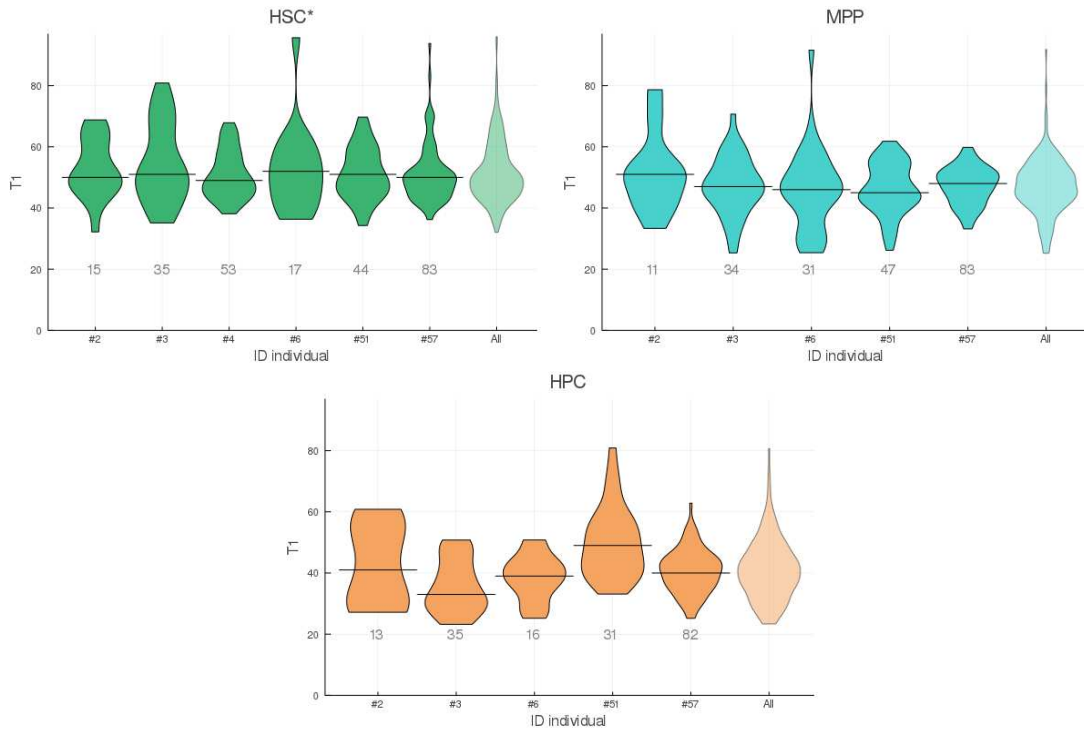 HSC*
T1
80
60
40
20
0
15 35 53 17 44 83
#2 #3 #4 #6 #51 #57 All
ID individual
MPP
T1
80
60
40
20
0
11 34 31 47 83
#2 #3 #6 #51 #57 All
ID individual
HPC
T1
80
60
40
20
0
13 35 16 31 82
#2 #3 #6 #51 #57 All
ID individual